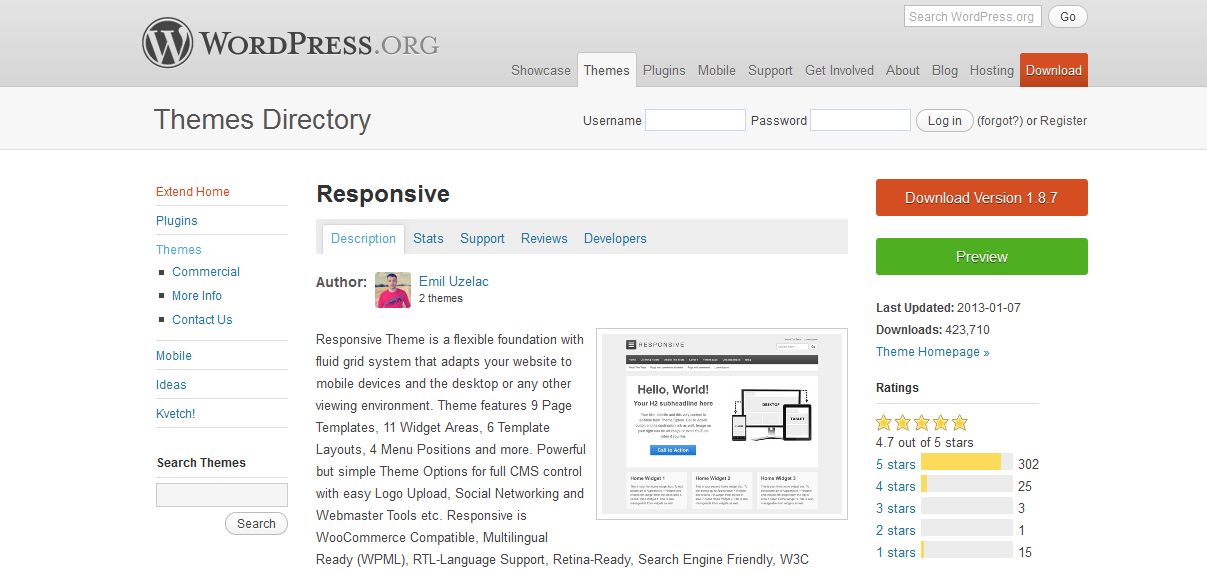 Search WordPress.org Go
WORDPRESS.ORG
Showcase Themes Plugins Mobile Support Get Involved About Blog Hosting Download
Themes Directory
Username Password Log in (forgot?) or Register
Extend Home
Plugins
Themes
Commercial
More Info
Contact Us
Mobile
Ideas
Kvetch!
Search Themes
Search
Responsive
Description Stats Support Reviews Developers
Author: Emil Uzelac
2 themes
Responsive Theme is a flexible foundation with
fluid grid system that adapts your website to
mobile devices and the desktop or any other
viewing environment. Theme features 9 Page
Templates, 11 Widget Areas, 6 Template
Layouts, 4 Menu Positions and more. Powerful
but simple Theme Options for full CMS control
with easy Logo Upload, Social Networking and
Webmaster Tools etc. Responsive is
WooCommerce Compatible, Multilingual
Ready (WPML), RTL-Language Support, Retina-Ready, Search Engine Friendly, W3C
RESPONSIVE
Hello, World!
Your H2 subheadline here
Call to Action
DESKTOP
TABLET
Home Widget 1 Home Widget 2 Home Widget 3
Download Version 1.8.7
Preview
Last Updated: 2013-01-07
Downloads: 423,710
Theme Homepage »
Ratings
4.7 out of 5 stars
5 stars 302
4 stars 25
3 stars 3
2 stars 1
1 stars 15